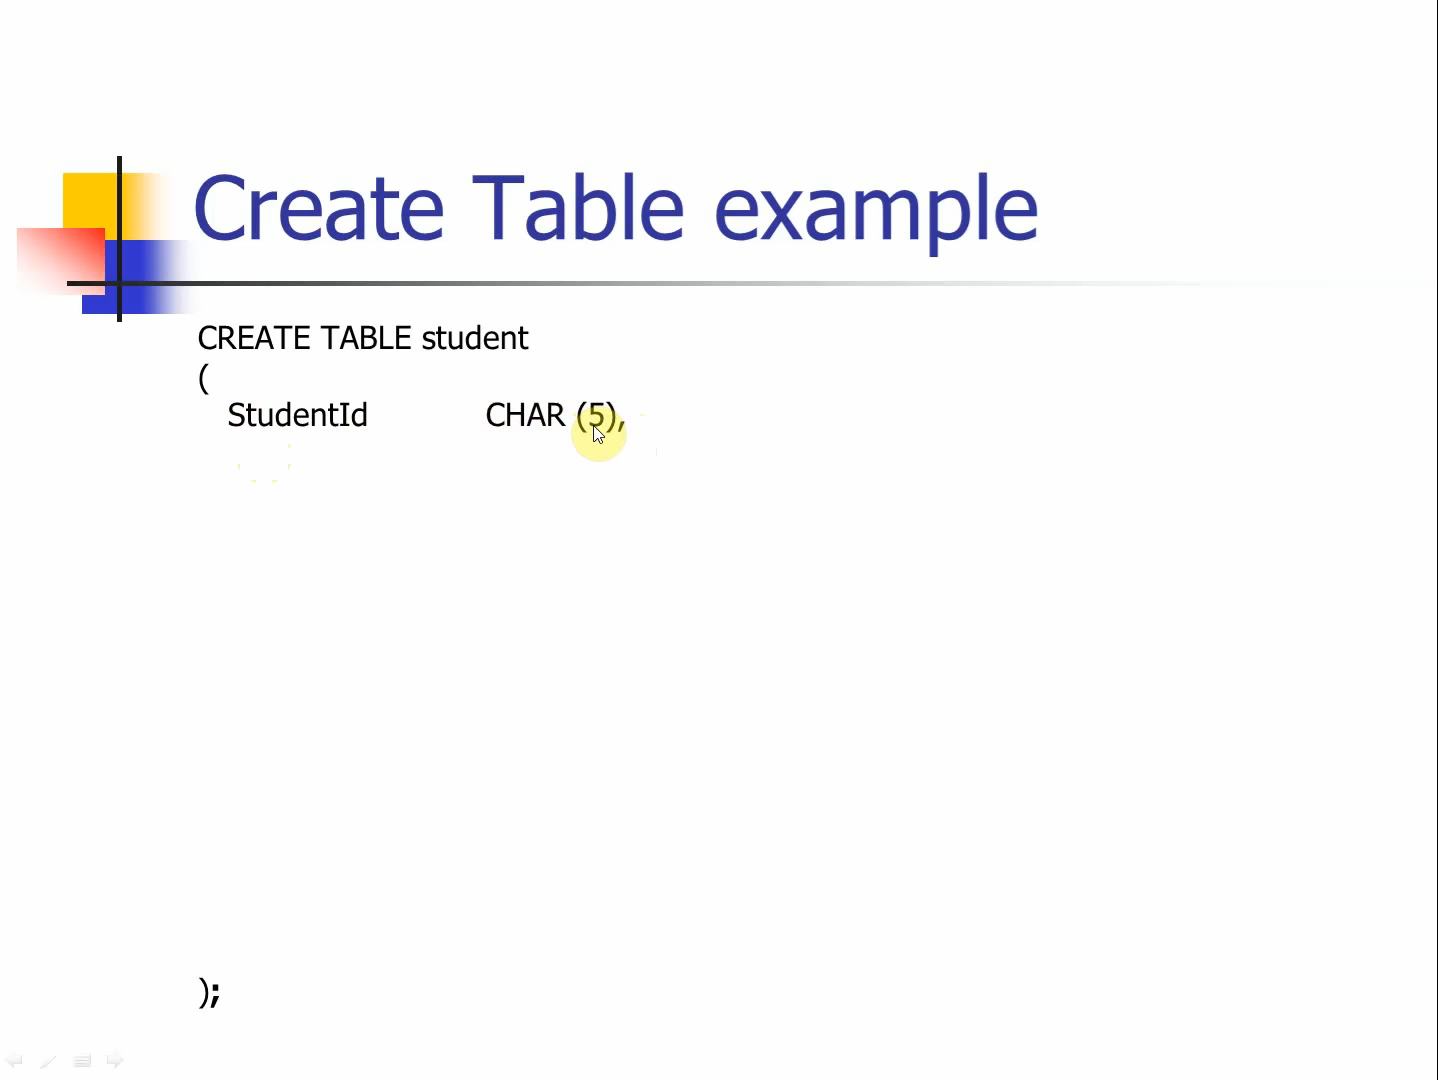 Create Table example
CREATE TABLE student
(
StudentId CHAR (5),
);